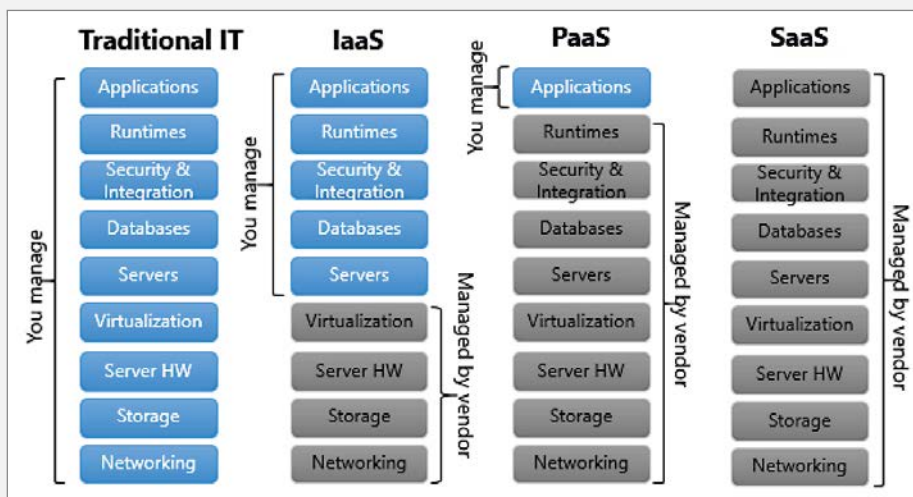 Traditional IT
IaaS
PaaS
SaaS
You manage
Applications
Runtimes
Security &
Integration
Databases
Servers
Virtualization
Server HW
Storage
Networking
You manage
Applications
Runtimes
Security &
Integration
Databases
Servers
Virtualization
Server HW
Storage
Networking
Managed by vendor
You manage
Applications
Runtimes
Security &
Integration
Databases
Servers
Virtualization
Server HW
Storage
Networking
Managed by vendor
Applications
Runtimes
Security &
Integration
Databases
Servers
Virtualization
Server HW
Storage
Networking
Managed by vendor